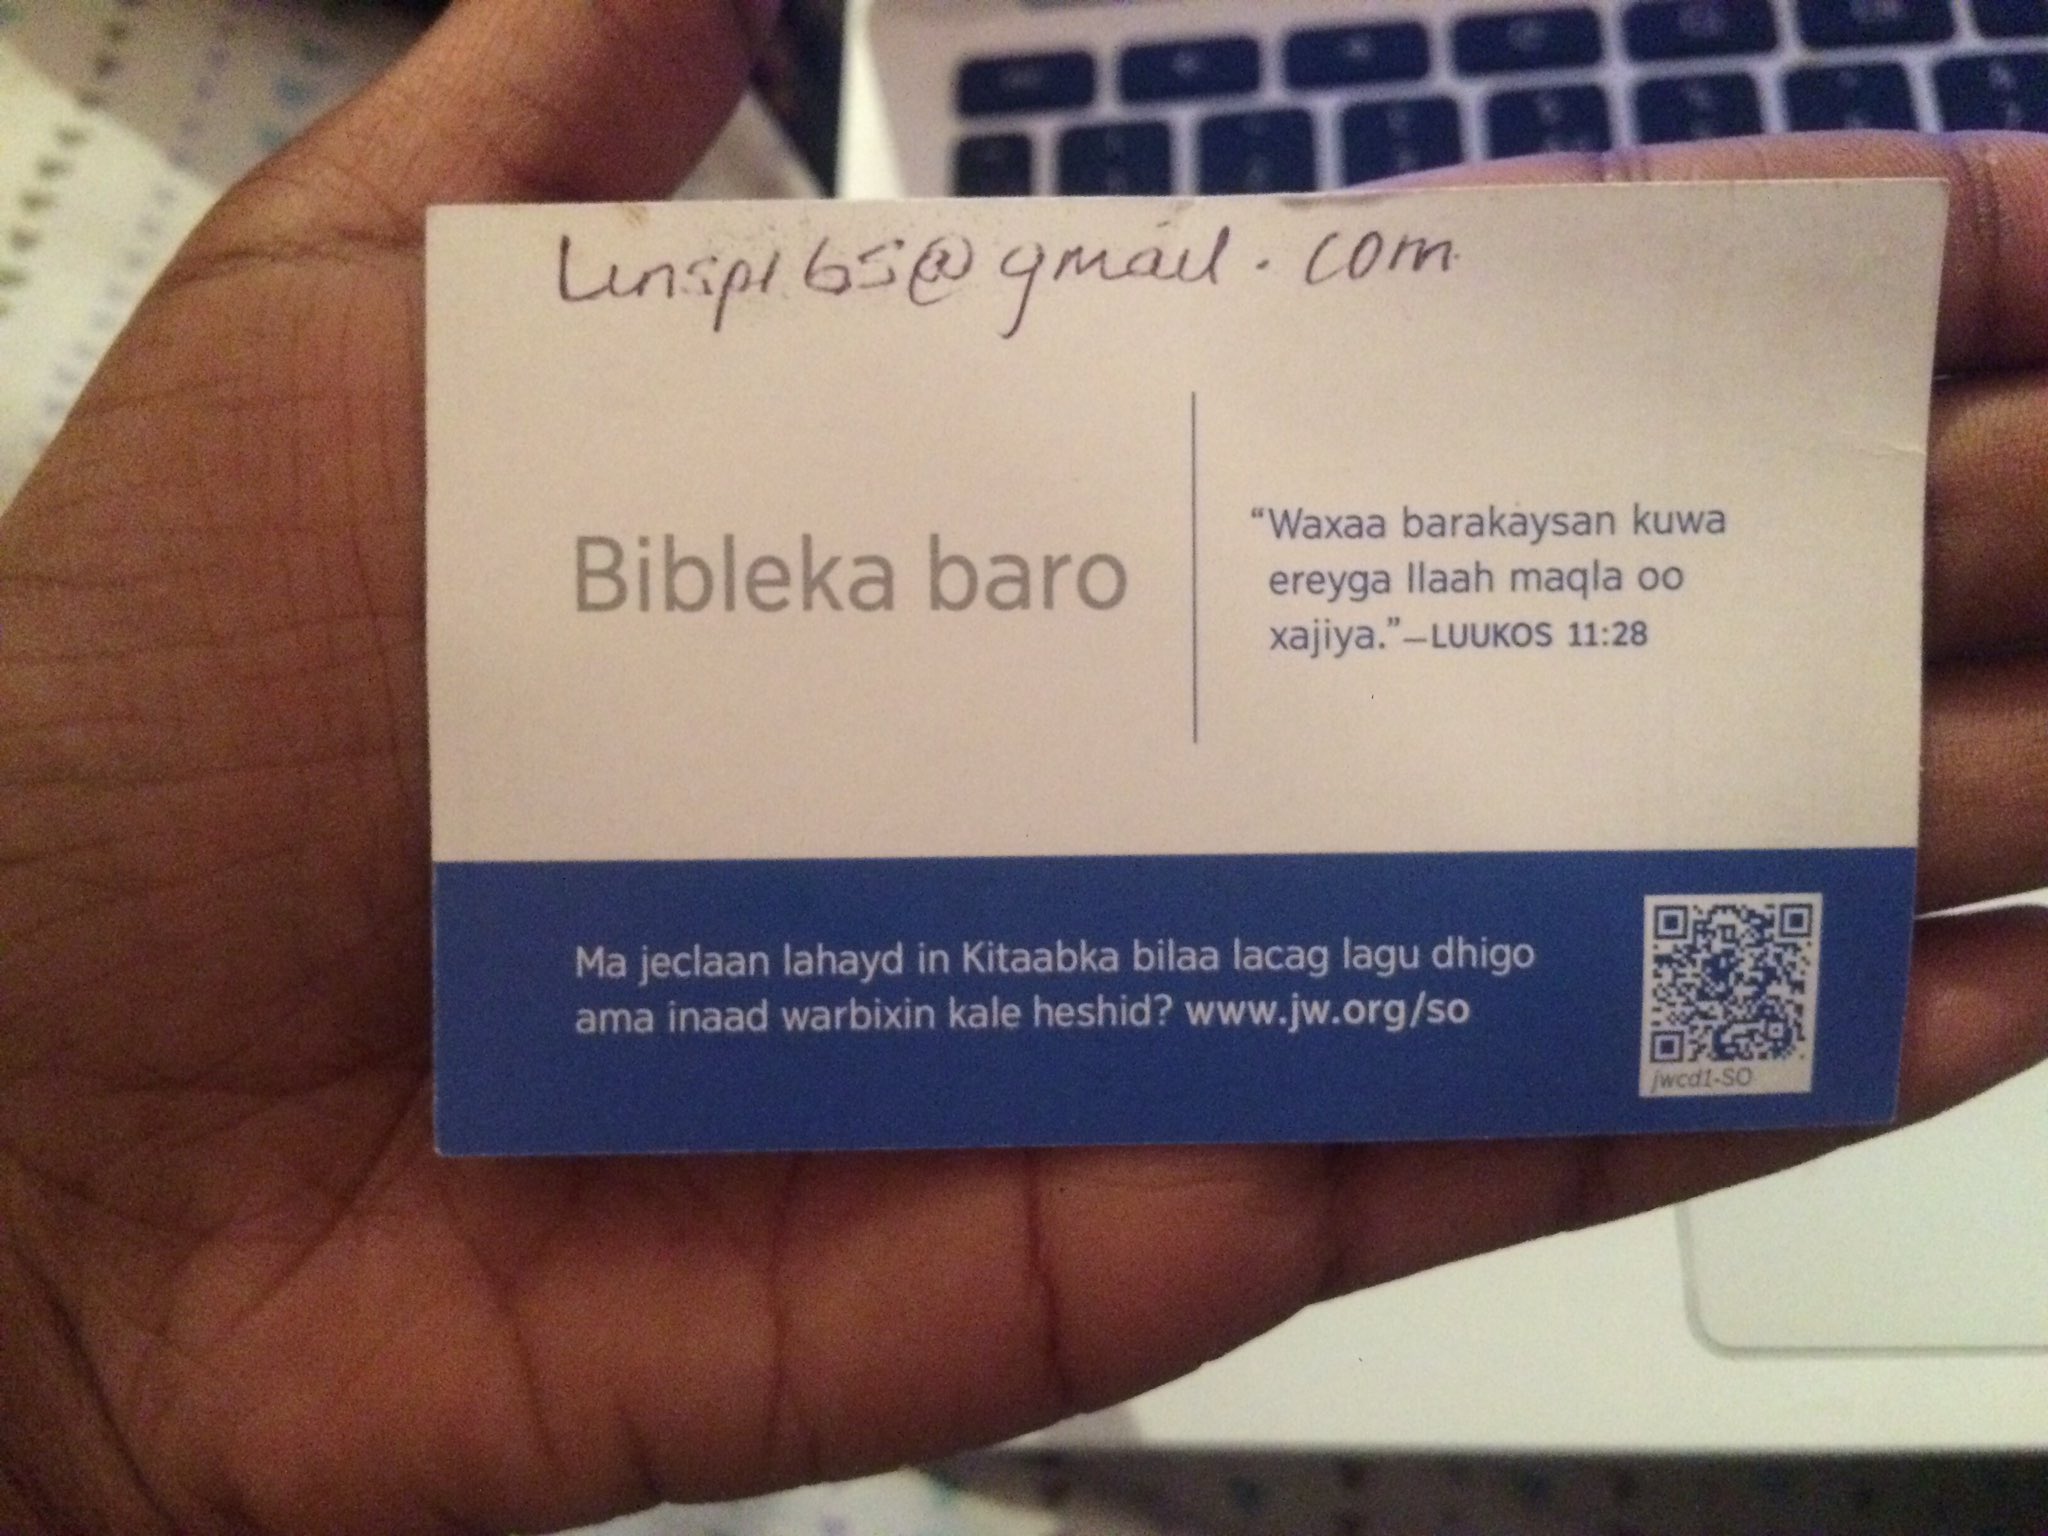 @gmail.com
Bibleka baro
“Waxaa barakaysan kuwa
ereyga Ilaah maqla oo
xajiya.”—LUUKOS 11:28
Ma jeclaan lahayd in Kitaabka bilaa lacag lagu dhigo
ama inaad warbixin kale heshid? www.jw.org/so
jwcd1-SO